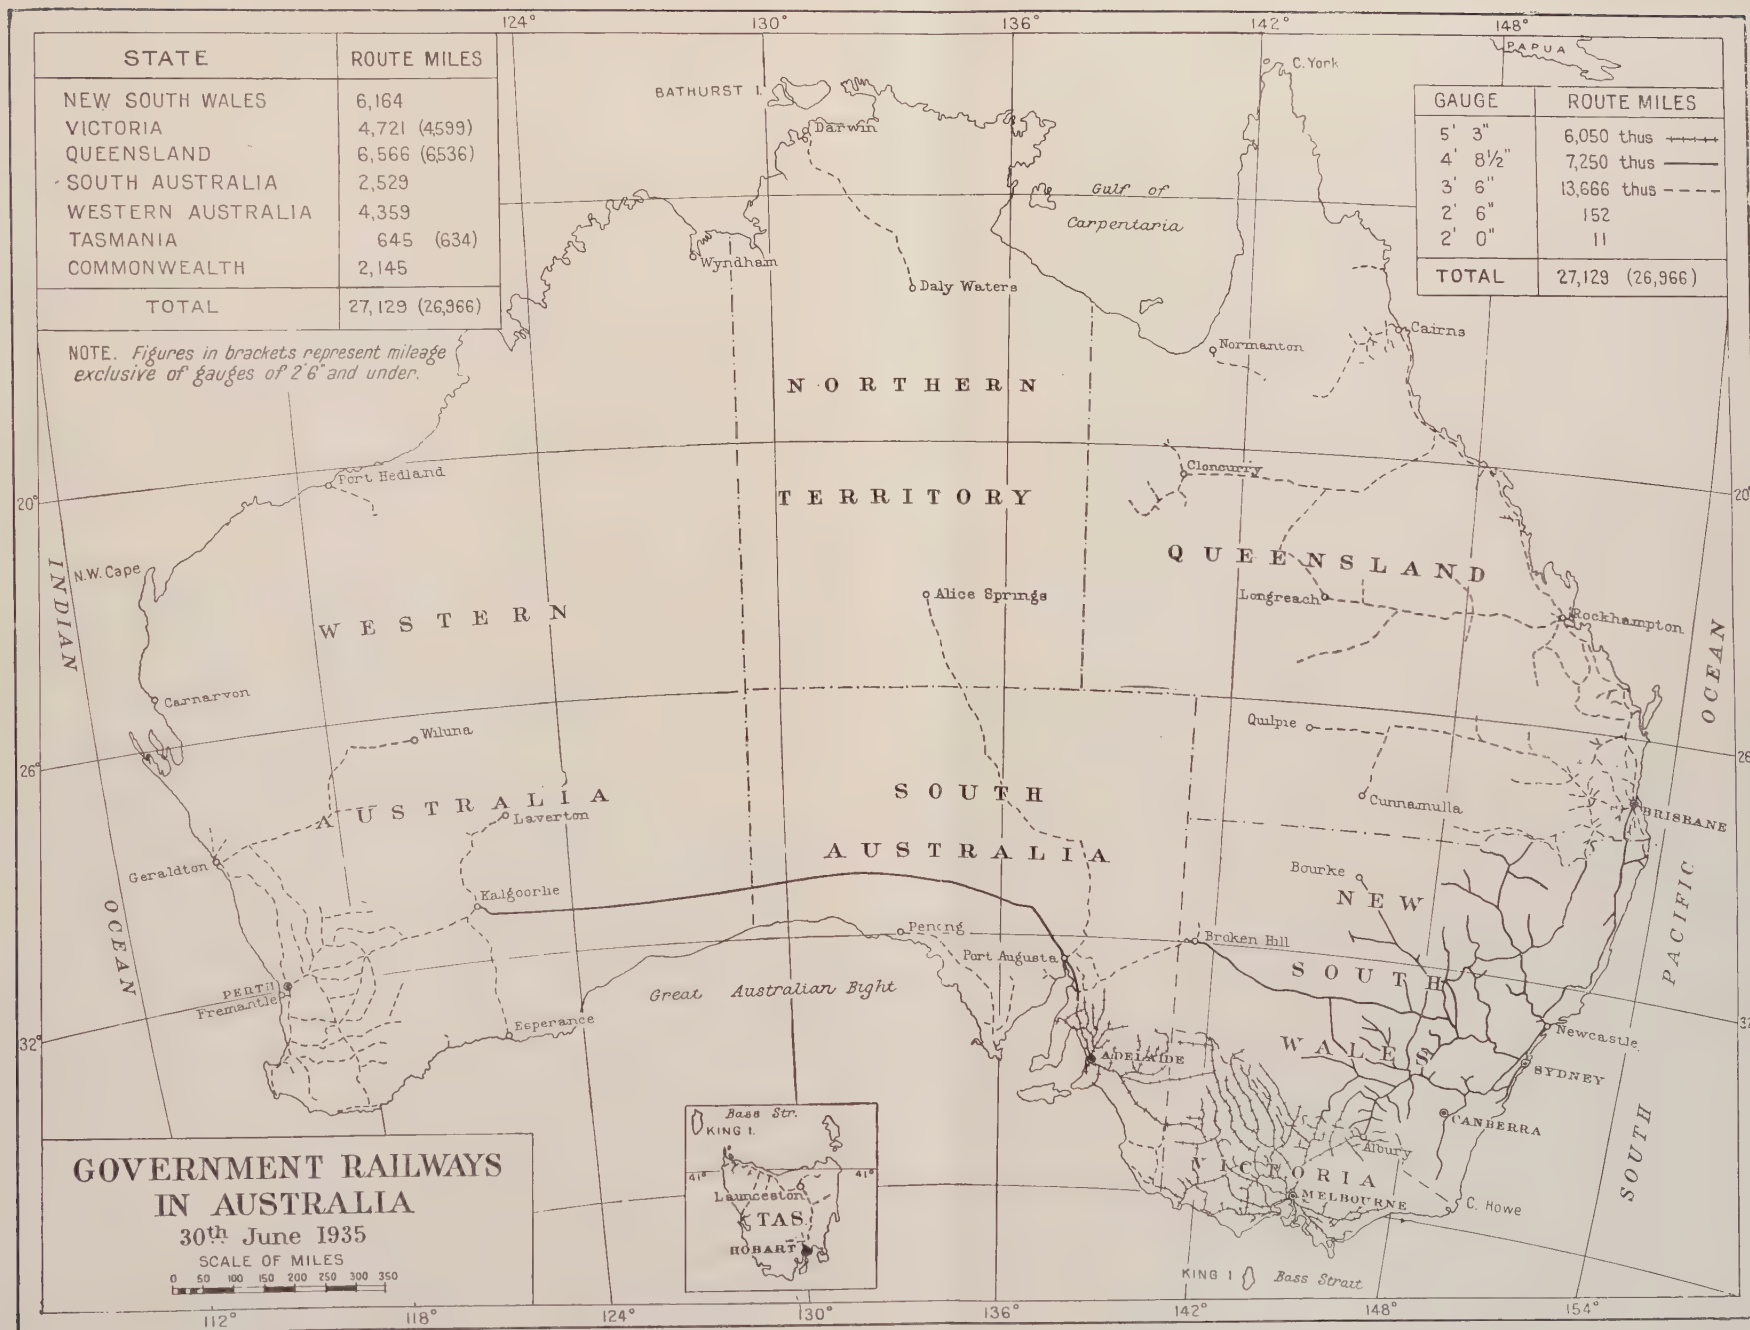 124° 130° 136° 142° 148°
STATE ROUTE MILES
NEW SOUTH WALES 6,164
VICTORIA 4,721 (4,599)
QUEENSLAND 6,566 (6,536)
SOUTH AUSTRALIA 2,529
WESTERN AUSTRALIA 4,359
TASMANIA 645 (634)
COMMONWEALTH 2,145
TOTAL 27,129 (26,966)
NOTE. Figures in brackets represent mileage
exclusive of gauges of 2'6" and under.
PAPUA
GAUGE ROUTE MILES
5' 3" 6,050 thus
4' 8½" 7,250 thus
3' 6" 13,666 thus
2' 6" 152
2' 0" 11
TOTAL 27,129 (26,966)
BATHURST I.
C. York
Darwin
Gulf of
Carpentaria
Wyndham
Daly Waters
Cairns
Normanton
NORTHERN
Port Hedland
Cloncurry
TERRITORY
20°
20°
QUEENSLAND
INDIAN
N.W. Cape
Alice Springs
Longreach
Rockhampton
WESTERN
OCEAN
Carnarvon
Wiluna
Quilpie
26°
26°
SOUTH
AUSTRALIA
Laverton
Cunnamulla
BRISBANE
AUSTRALIA
Geraldton
Bourke
NEW
Kalgoorlie
PACIFIC
OCEAN
Penong
Broken Hill
Port Augusta
SOUTH
PERTH
Fremantle
Great Australian Bight
Esperance
Newcastle
32°
32°
WALES
ADELAIDE
SYDNEY
CANBERRA
SOUTH
Albury
VICTORIA
MELBOURNE
C. Howe
KING I
Bass Strait
Bass Str.
KING I.
41° 41°
Launceston
TAS.
HOBART
GOVERNMENT RAILWAYS
IN AUSTRALIA
30th June 1935
SCALE OF MILES
0 50 100 150 200 250 300 350
112° 118° 124° 130° 136° 142° 148° 154°